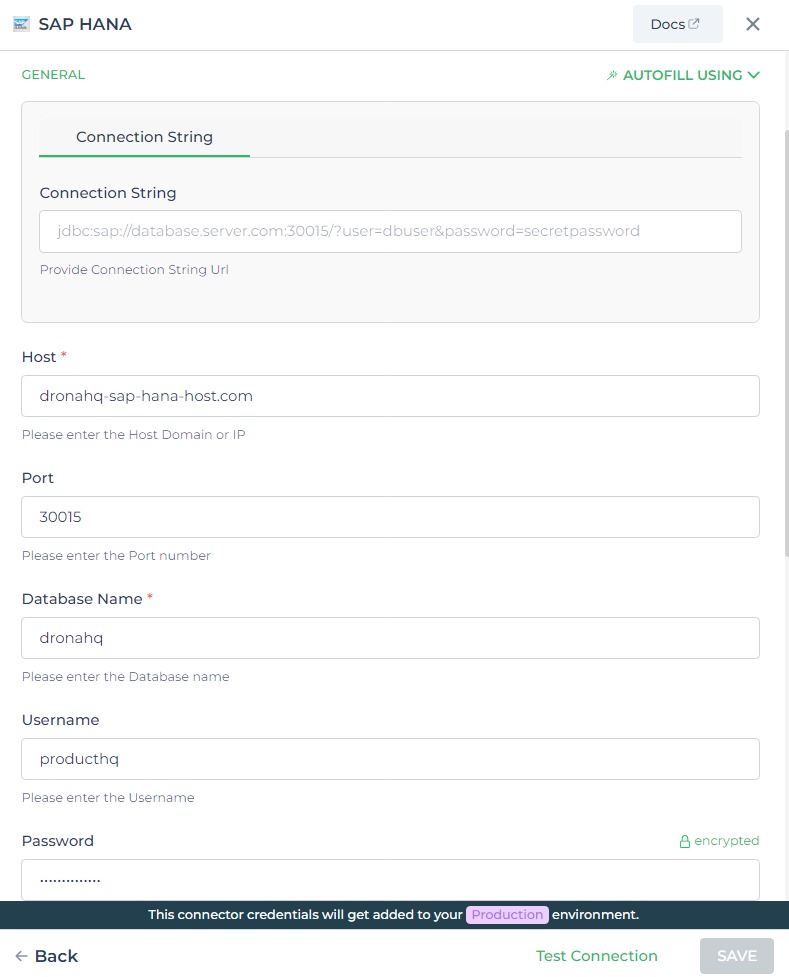 SAP HANA
Docs
GENERAL
AUTOFILL USING
Connection String
Connection String
jdbc:sap://database.server.com:30015/?user=dbuser&password=secretpassword
Provide Connection String Url
Host *
dronahq-sap-hana-host.com
Please enter the Host Domain or IP
Port
30015
Please enter the Port number
Database Name *
dronahq
Please enter the Database name
Username
producthq
Please enter the Username
Password
encrypted
••••••••••••••
This connector credentials will get added to your Production environment.
Back
Test Connection
SAVE